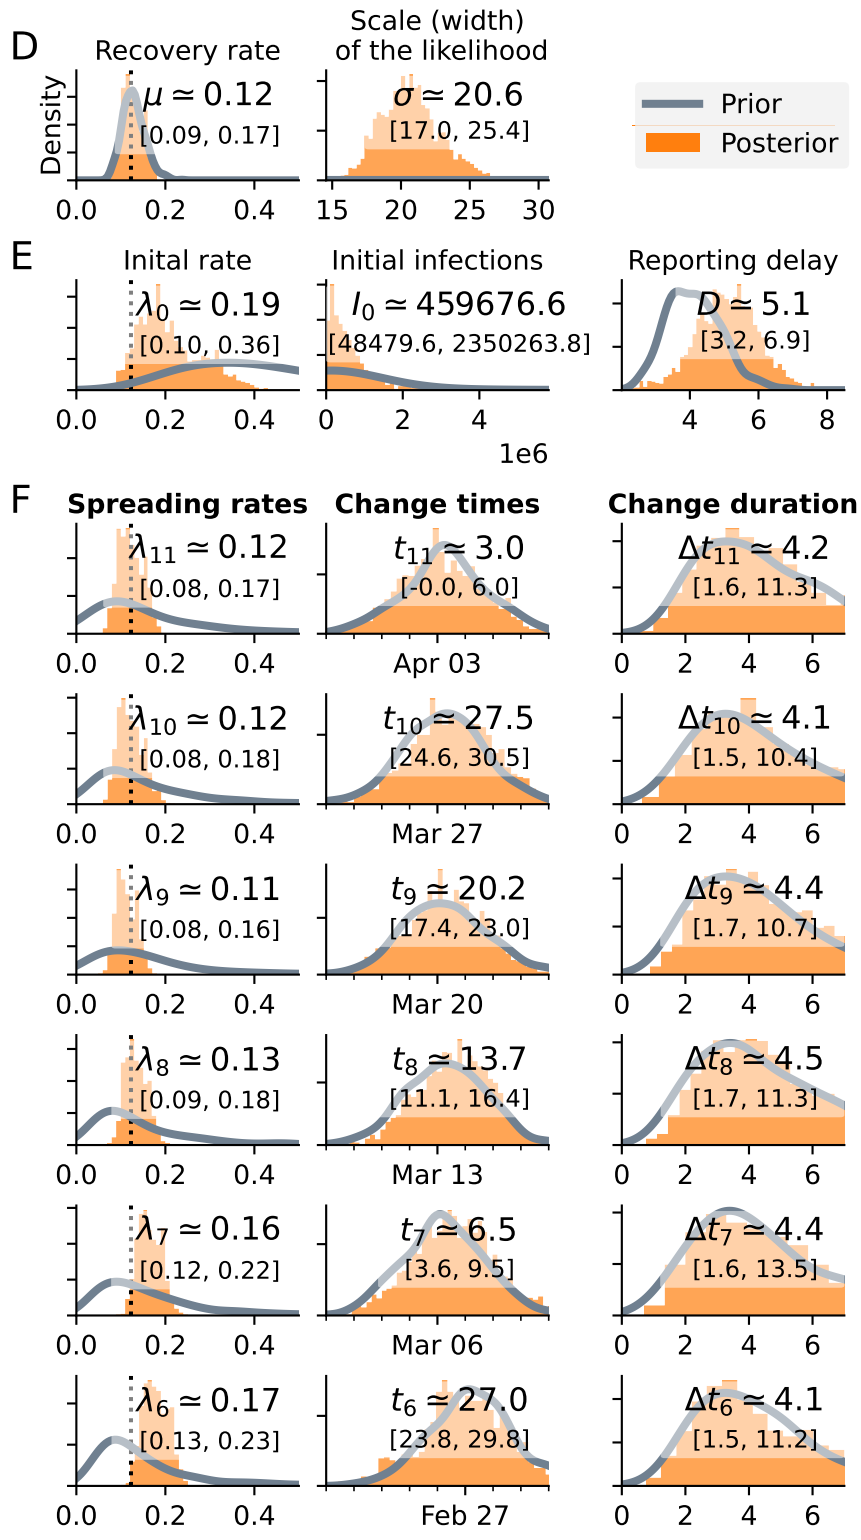 D
Recovery rate
Scale (width)
of the likelihood
Density
μ ≃ 0.12
[0.09, 0.17]
σ ≃ 20.6
[17.0, 25.4]
Prior
Posterior
0.0 0.2 0.4
15 20 25 30
E
Inital rate
Initial infections
Reporting delay
λ0 ≃ 0.19
[0.10, 0.36]
I0 ≃ 459676.6
[48479.6, 2350263.8]
D ≃ 5.1
[3.2, 6.9]
0.0 0.2 0.4
0 2 4
1e6
4 6 8
F
Spreading rates
Change times
Change duration
λ11 ≃ 0.12
[0.08, 0.17]
t11 ≃ 3.0
[-0.0, 6.0]
Δt11 ≃ 4.2
[1.6, 11.3]
0.0 0.2 0.4
Apr 03
0 2 4 6
λ10 ≃ 0.12
[0.08, 0.18]
t10 ≃ 27.5
[24.6, 30.5]
Δt10 ≃ 4.1
[1.5, 10.4]
0.0 0.2 0.4
Mar 27
0 2 4 6
λ9 ≃ 0.11
[0.08, 0.16]
t9 ≃ 20.2
[17.4, 23.0]
Δt9 ≃ 4.4
[1.7, 10.7]
0.0 0.2 0.4
Mar 20
0 2 4 6
λ8 ≃ 0.13
[0.09, 0.18]
t8 ≃ 13.7
[11.1, 16.4]
Δt8 ≃ 4.5
[1.7, 11.3]
0.0 0.2 0.4
Mar 13
0 2 4 6
λ7 ≃ 0.16
[0.12, 0.22]
t7 ≃ 6.5
[3.6, 9.5]
Δt7 ≃ 4.4
[1.6, 13.5]
0.0 0.2 0.4
Mar 06
0 2 4 6
λ6 ≃ 0.17
[0.13, 0.23]
t6 ≃ 27.0
[23.8, 29.8]
Δt6 ≃ 4.1
[1.5, 11.2]
0.0 0.2 0.4
Feb 27
0 2 4 6